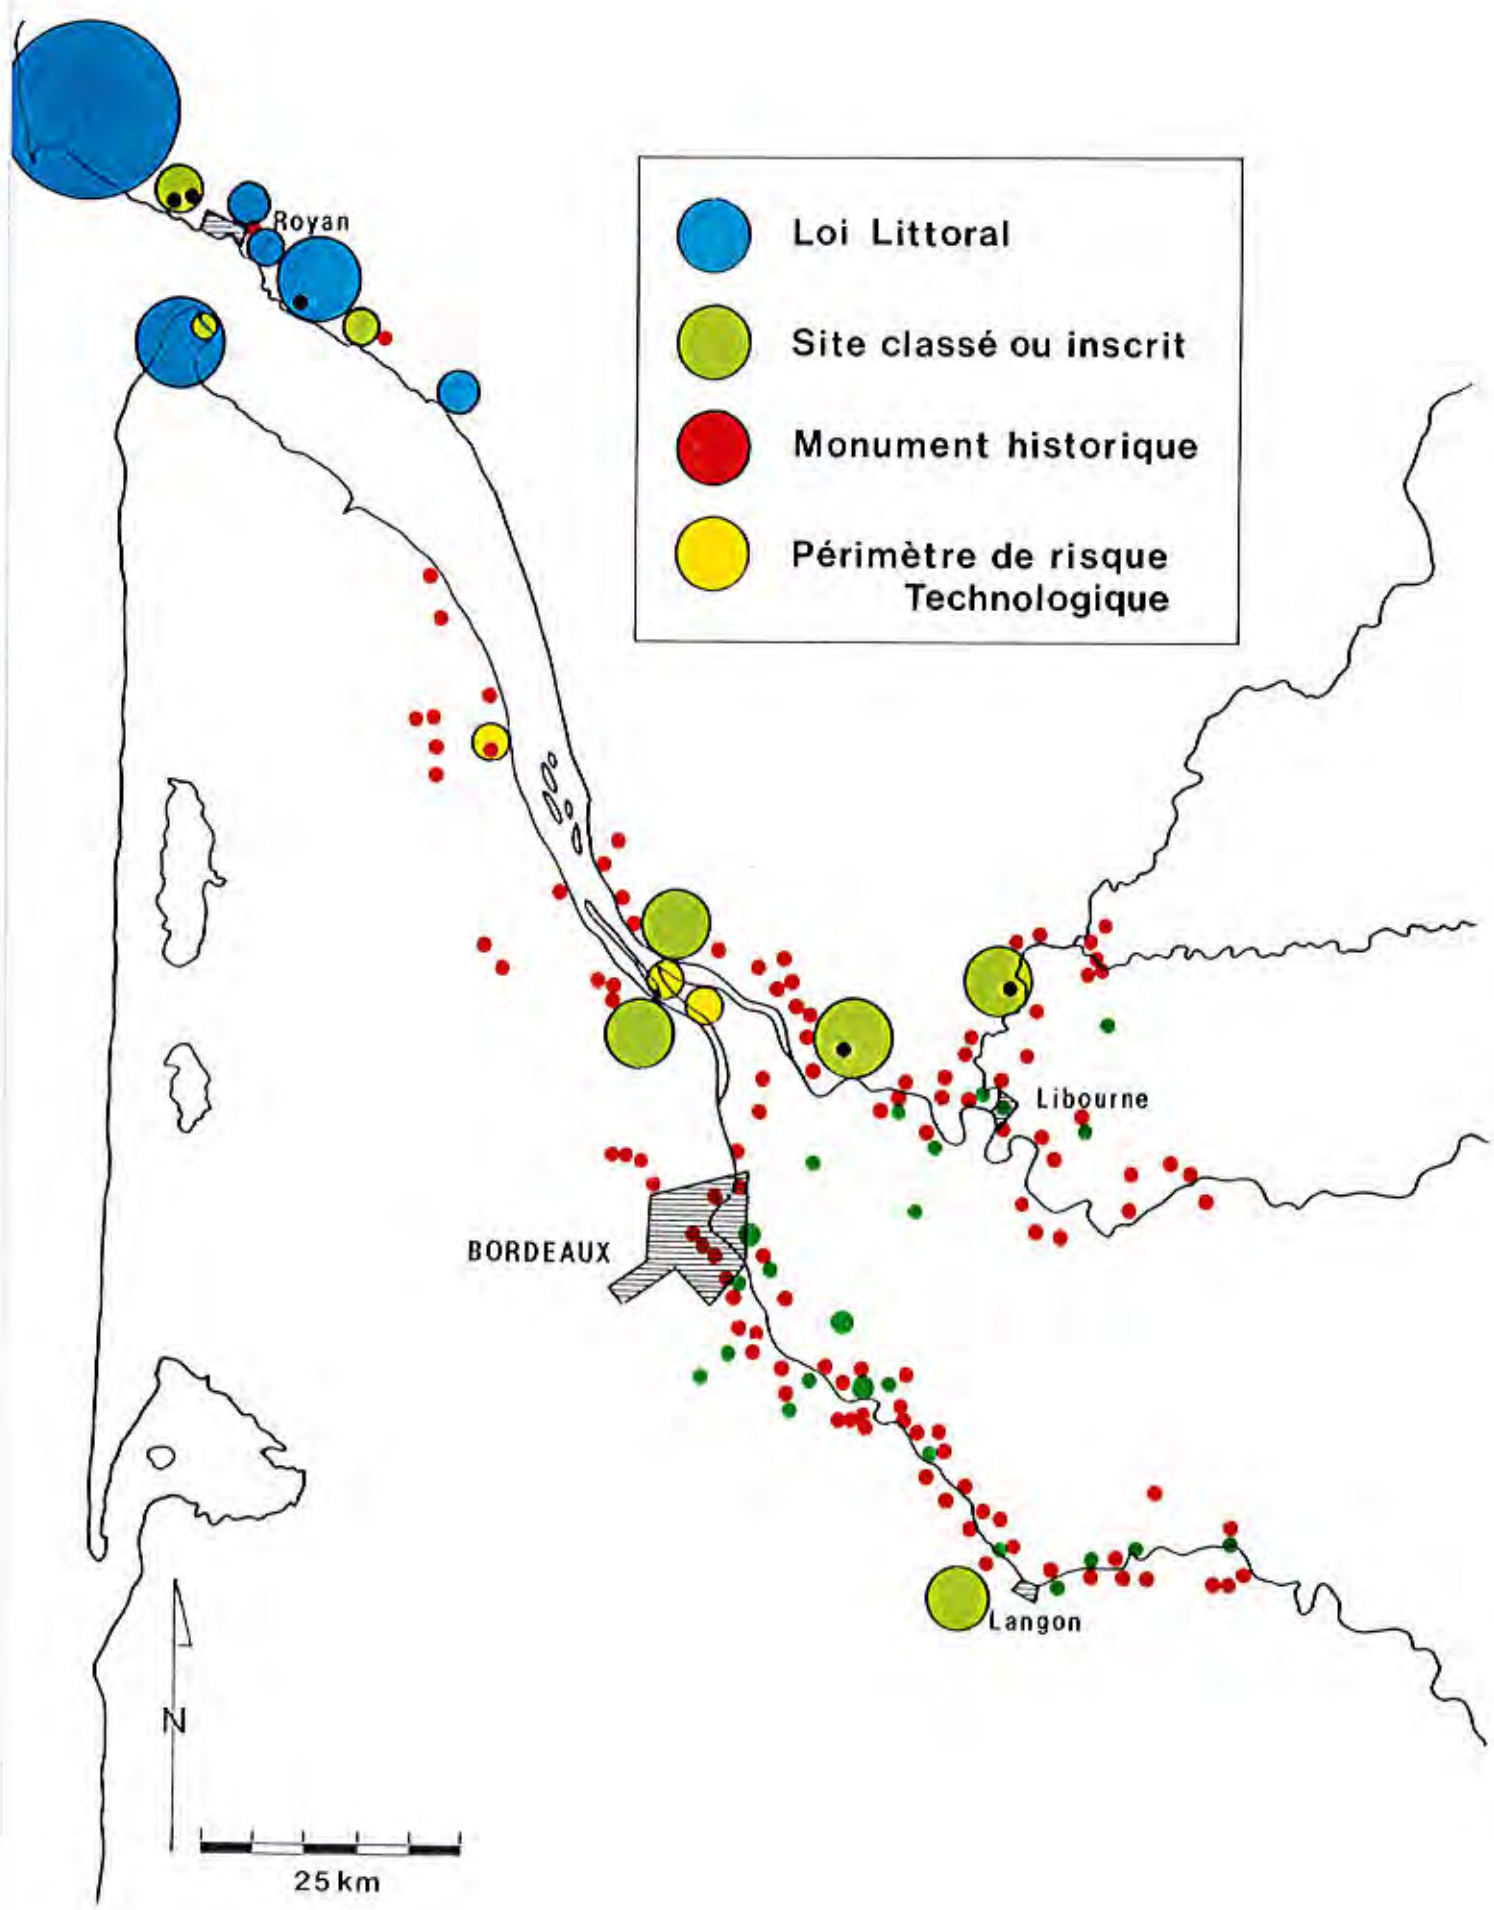 Royan
Loi Littoral
Site classé ou inscrit
Monument historique
Périmètre de risque
Technologique
Libourne
BORDEAUX
Langon
N
25 km